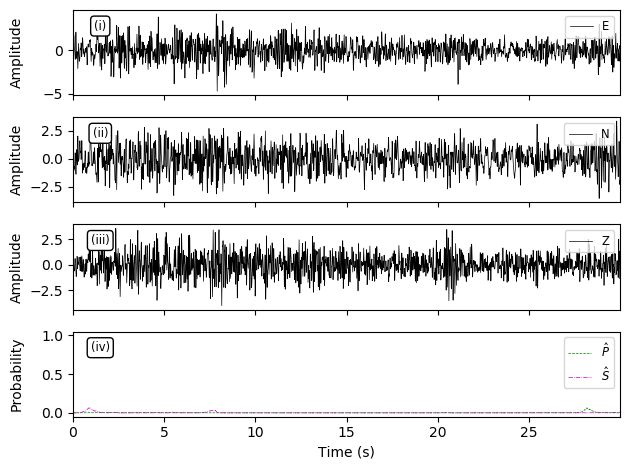 (i)
E
Amplitude
0
−5
(ii)
N
Amplitude
2.5
0.0
−2.5
(iii)
Z
Amplitude
2.5
0.0
−2.5
(iv)
P̂
Ŝ
Probability
1.0
0.5
0.0
0 5 10 15 20 25
Time (s)